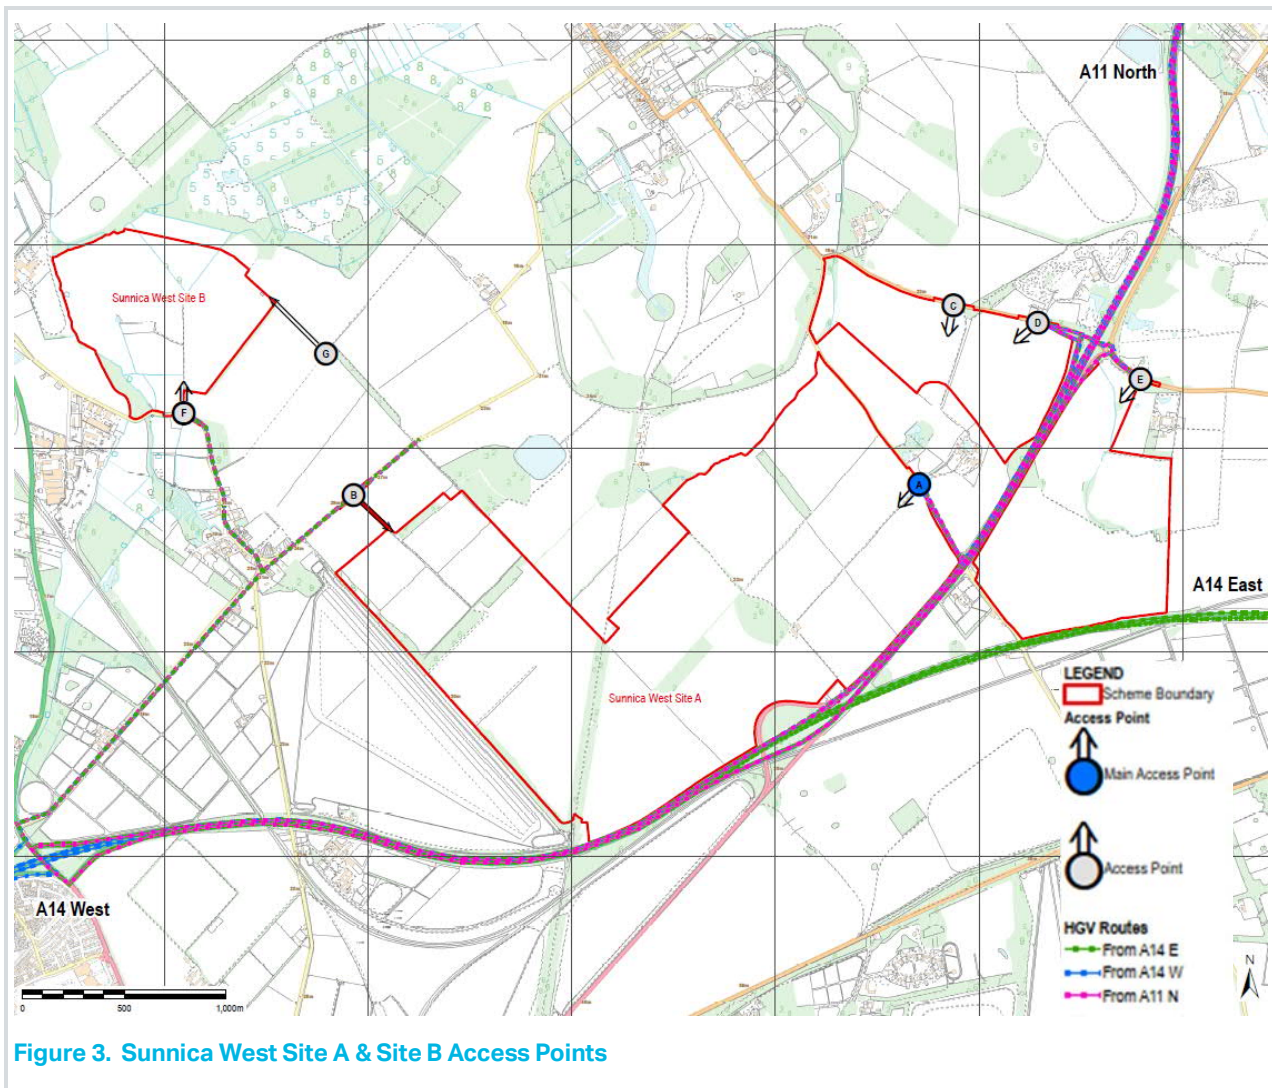 A11 North
Sunnica West Site B
C
D
G
E
F
A
B
A14 East
Sunnica West Site A
LEGEND
Scheme Boundary
Access Point
Main Access Point
Access Point
A14 West
HGV Routes
From A14 E
From A14 W
From A11 N
N
0 500 1,000m
Figure 3. Sunnica West Site A & Site B Access Points